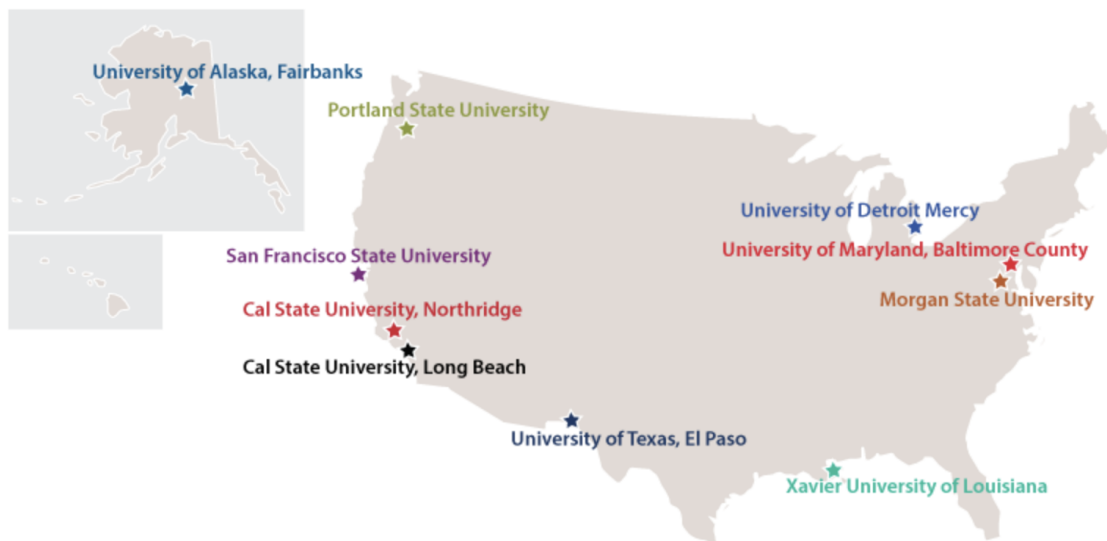 University of Alaska, Fairbanks
Portland State University
University of Detroit Mercy
University of Maryland, Baltimore County
San Francisco State University
Morgan State University
Cal State University, Northridge
Cal State University, Long Beach
University of Texas, El Paso
Xavier University of Louisiana